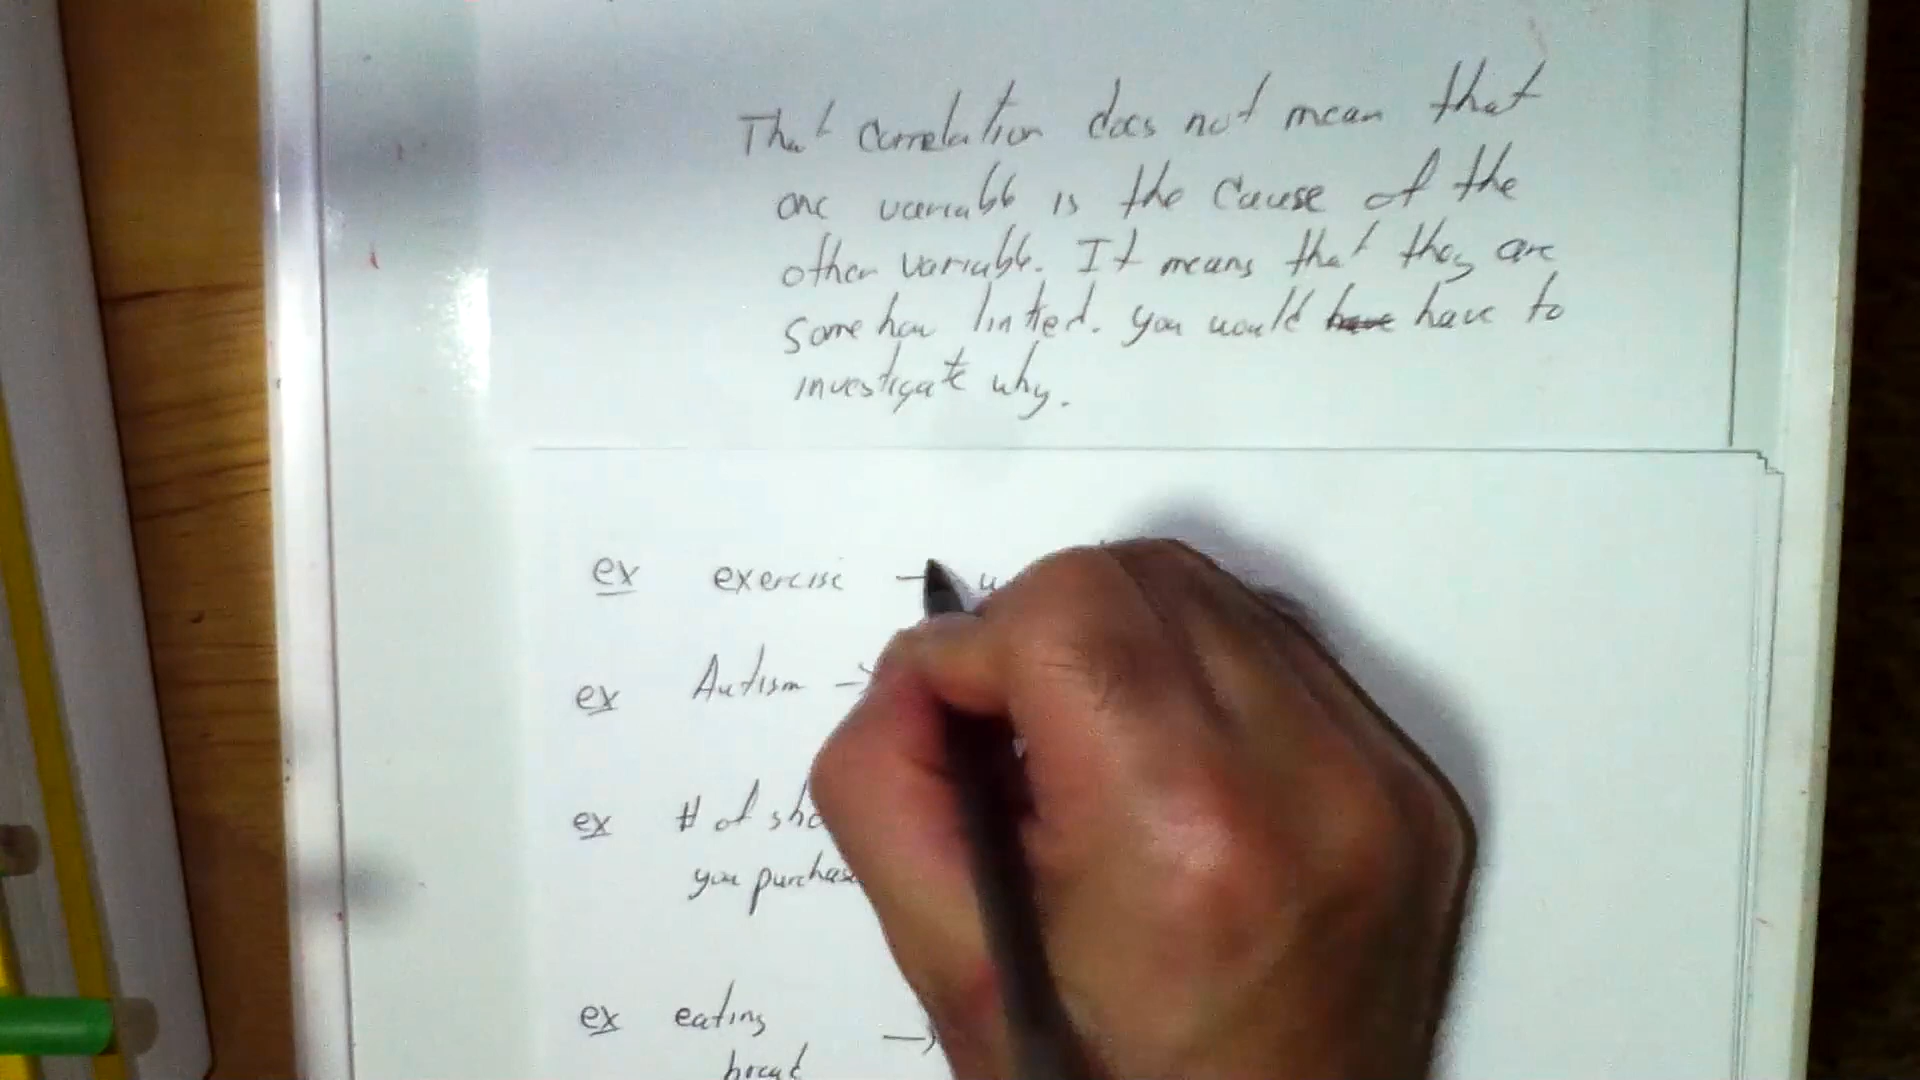 That correlation does not mean that
one variable is the cause of the
other variable. It means that they are
somehow linked. You would have have to
investigate why.
ex exercise →
ex Autism →
ex # of
you purchase
ex eating →
bread